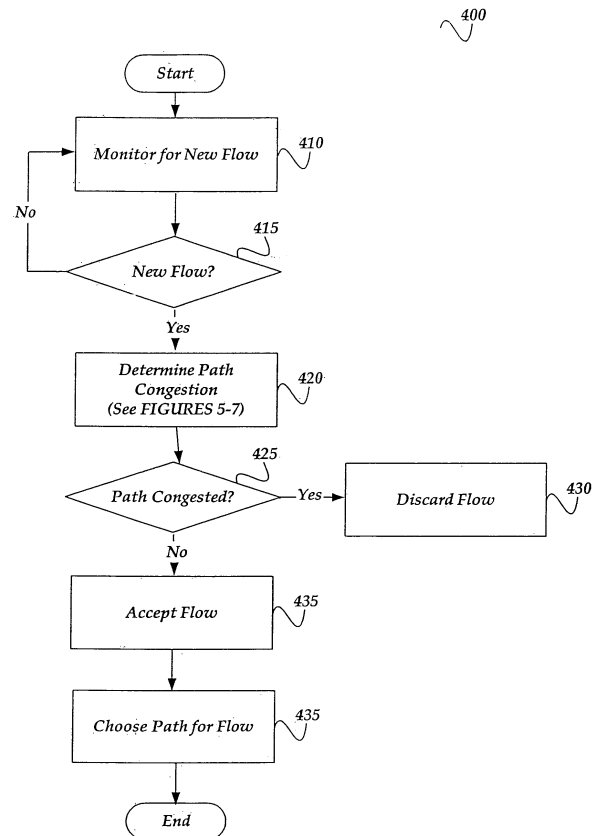 400
Start
Monitor for New Flow
410
No
415
New Flow?
Yes
Determine Path
Congestion
(See FIGURES 5-7)
420
425
Path Congested?
Yes
Discard Flow
430
No
Accept Flow
435
Choose Path for Flow
435
End